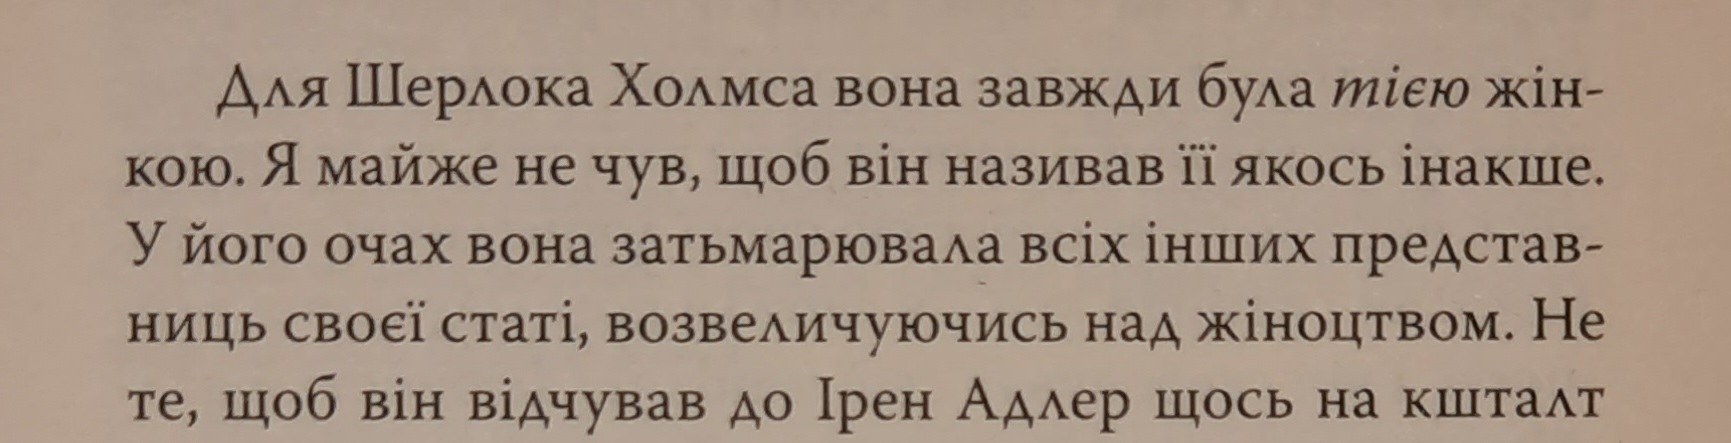 Для Шерлока Холмса вона завжди була тією жін-
кою. Я майже не чув, щоб він називав її якось інакше.
У його очах вона затьмарювала всіх інших представ-
ниць своєї статі, возвеличуючись над жіноцтвом. Не
те, щоб він відчував до Ірен Адлер щось на кшталт